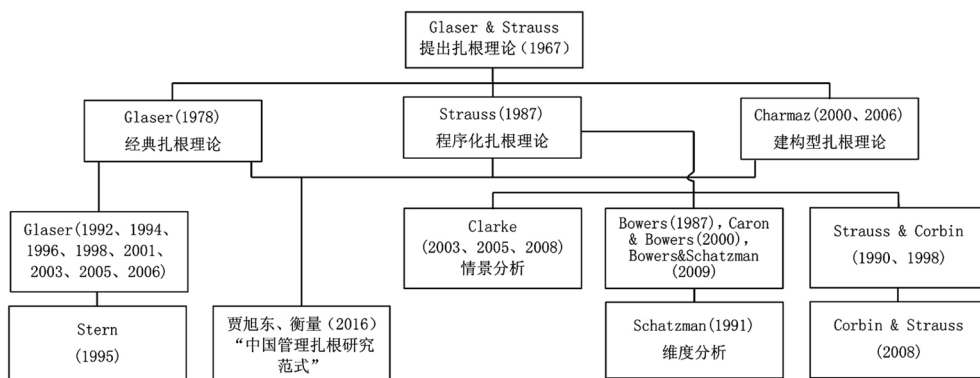 Glaser & Strauss
提出扎根理论(1967)
Glaser(1978)
经典扎根理论
Strauss(1987)
程序化扎根理论
Charmaz(2000、2006)
建构型扎根理论
Glaser(1992、1994、
1996、1998、2001、
2003、2005、2006)
Clarke
(2003、2005、2008)
情景分析
Bowers(1987), Caron
& Bowers(2000),
Bowers&Schatzman
(2009)
Strauss & Corbin
(1990、1998)
Stern
(1995)
贾旭东、衡量(2016)
“中国管理扎根研究
范式”
Schatzman(1991)
维度分析
Corbin & Strauss
(2008)